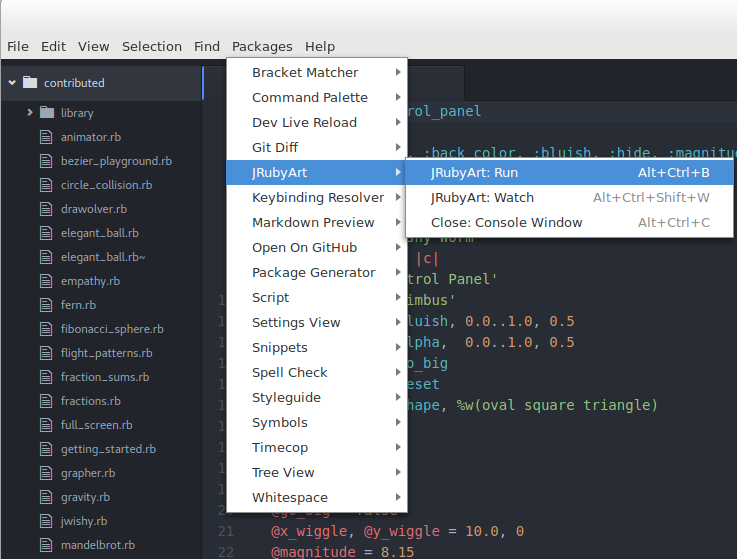 File Edit View Selection Find Packages Help
contributed
library
animator.rb
bezier_playground.rb
circle_collision.rb
drawolver.rb
elegant_ball.rb
elegant_ball.rb~
empathy.rb
fern.rb
fibonacci_sphere.rb
flight_patterns.rb
fraction_sums.rb
fractions.rb
full_screen.rb
getting_started.rb
grapher.rb
gravity.rb
jwishy.rb
mandelbrot.rb
Bracket Matcher
Command Palette
Dev Live Reload
Git Diff
JRubyArt
Keybinding Resolver
Markdown Preview
Open On GitHub
Package Generator
Script
Settings View
Snippets
Spell Check
Styleguide
Symbols
Timecop
Tree View
Whitespace
JRubyArt: Run Alt+Ctrl+B
JRubyArt: Watch Alt+Ctrl+Shift+W
Close: Console Window Alt+Ctrl+C
rol_panel
, :back_color, :bluish, :hide, :magnitu
shy worm
|c|
trol Panel'
imbus'
luish, 0.0..1.0, 0.5
lpha, 0.0..1.0, 0.5
o_big
eset
hape, %w(oval square triangle)
21 @x_wiggle, @y_wiggle = 10.0, 0
22 @magnitude = 8.15